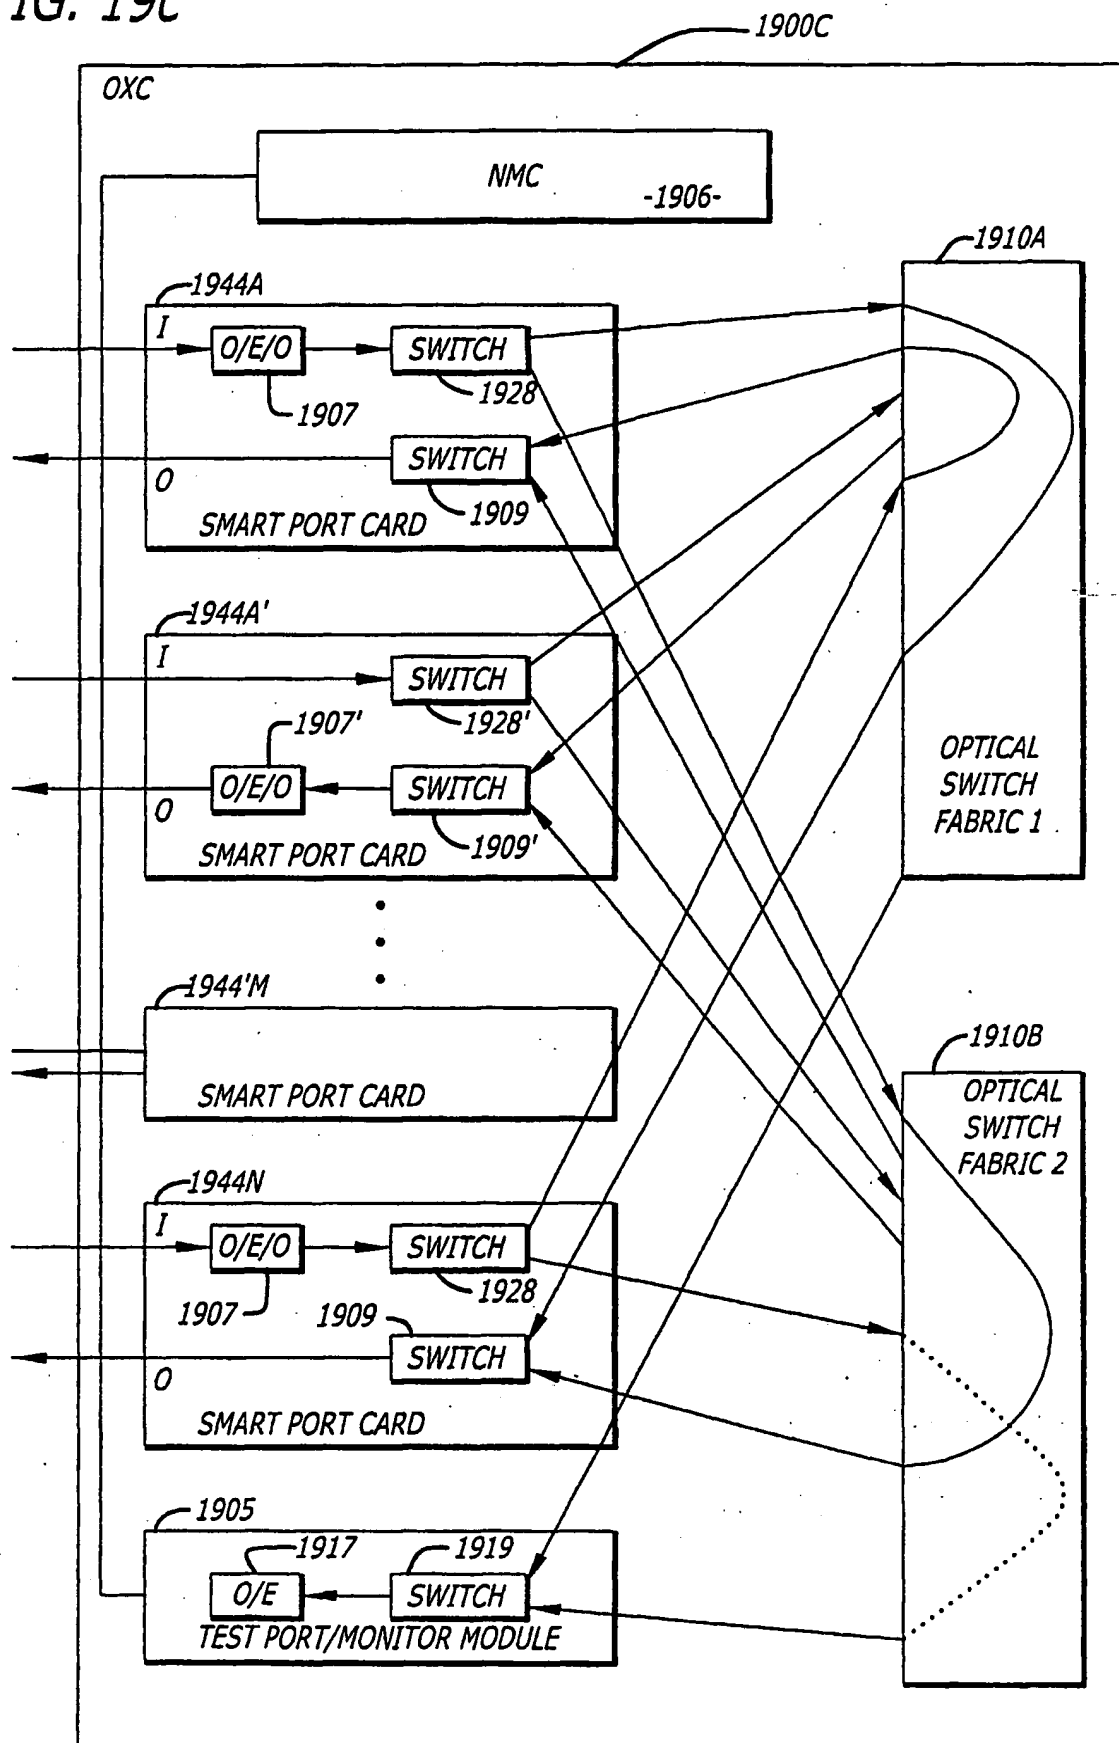 IG. 19C
1900C
OXC
NMC
-1906-
1910A
1944A
I
O/E/O
SWITCH
1928
1907
SWITCH
O
1909
SMART PORT CARD
1944A'
I
SWITCH
1928'
1907'
O/E/O
SWITCH
O
1909'
SMART PORT CARD
OPTICAL
SWITCH
FABRIC 1
1944'M
SMART PORT CARD
1910B
OPTICAL
SWITCH
FABRIC 2
1944N
I
O/E/O
SWITCH
1928
1907
1909
SWITCH
O
SMART PORT CARD
1905
1917
1919
O/E
SWITCH
TEST PORT/MONITOR MODULE